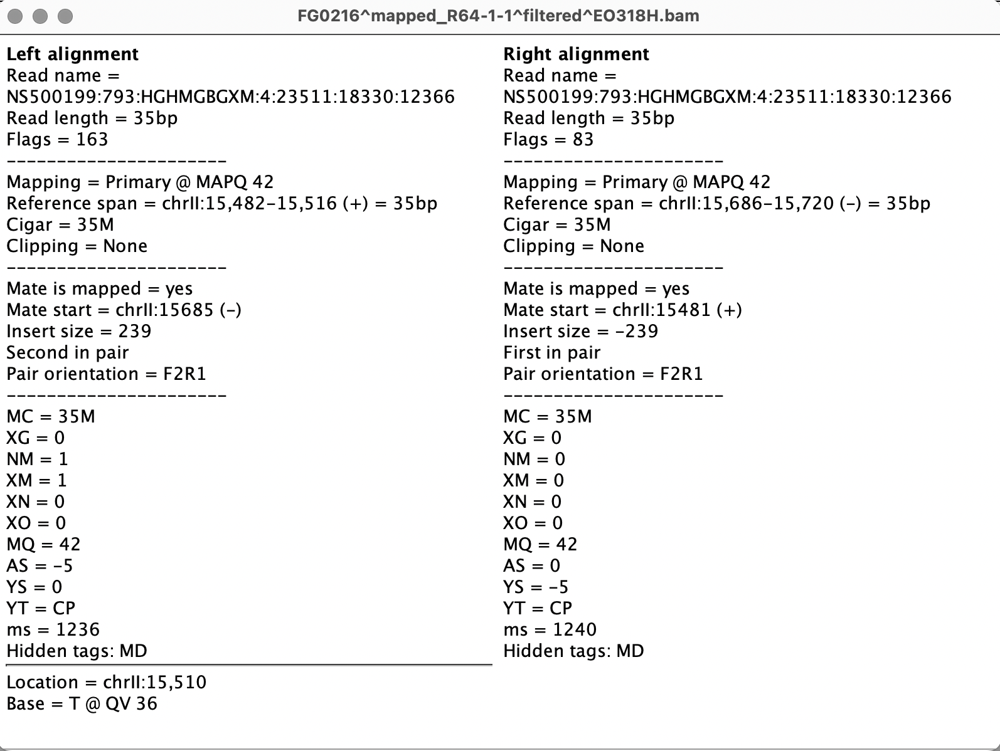 FG0216^mapped_R64-1-1^filtered^EO318H.bam
Left alignment
Read name =
NS500199:793:HGHMGBGXM:4:23511:18330:12366
Read length = 35bp
Flags = 163
----------------------
Mapping = Primary @ MAPQ 42
Reference span = chrII:15,482-15,516 (+) = 35bp
Cigar = 35M
Clipping = None
----------------------
Mate is mapped = yes
Mate start = chrII:15685 (-)
Insert size = 239
Second in pair
Pair orientation = F2R1
----------------------
MC = 35M
XG = 0
NM = 1
XM = 1
XN = 0
XO = 0
MQ = 42
AS = -5
YS = 0
YT = CP
ms = 1236
Hidden tags: MD
Location = chrII:15,510
Base = T @ QV 36
Right alignment
Read name =
NS500199:793:HGHMGBGXM:4:23511:18330:12366
Read length = 35bp
Flags = 83
----------------------
Mapping = Primary @ MAPQ 42
Reference span = chrII:15,686-15,720 (-) = 35bp
Cigar = 35M
Clipping = None
----------------------
Mate is mapped = yes
Mate start = chrII:15481 (+)
Insert size = -239
First in pair
Pair orientation = F2R1
----------------------
MC = 35M
XG = 0
NM = 0
XM = 0
XN = 0
XO = 0
MQ = 42
AS = 0
YS = -5
YT = CP
ms = 1240
Hidden tags: MD